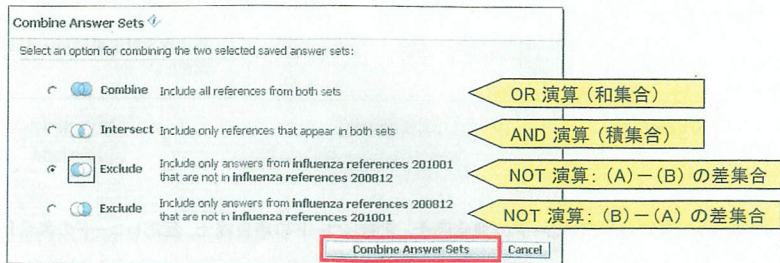 Combine Answer Sets
Select an option for combining the two selected saved answer sets:
Combine Include all references from both sets
OR 演算 (和集合)
Intersect Include only references that appear in both sets
AND 演算 (積集合)
Exclude Include only answers from influenza references 201001
that are not in influenza references 200812
NOT 演算: (A)-(B) の差集合
Exclude Include only answers from influenza references 200812
that are not in influenza references 201001
NOT 演算: (B)-(A) の差集合
Combine Answer Sets Cancel